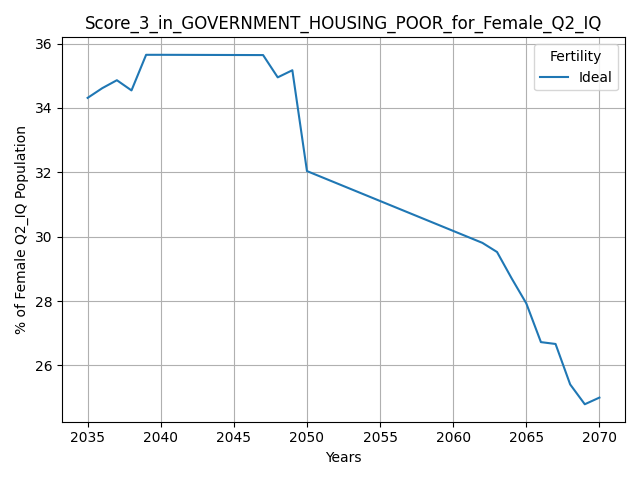 Score_3_in_GOVERNMENT_HOUSING_POOR_for_Female_Q2_IQ
Fertility
Ideal
% of Female Q2_IQ Population
36
34
32
30
28
26
2035 2040 2045 2050 2055 2060 2065 2070
Years